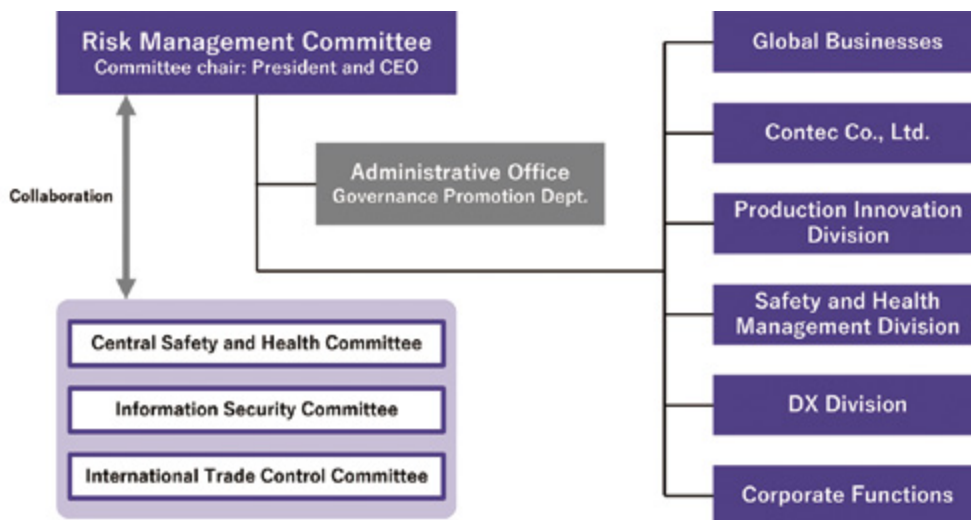 Risk Management Committee
Committee chair: President and CEO
Collaboration
Administrative Office
Governance Promotion Dept.
Central Safety and Health Committee
Information Security Committee
International Trade Control Committee
Global Businesses
Contec Co., Ltd.
Production Innovation
Division
Safety and Health
Management Division
DX Division
Corporate Functions